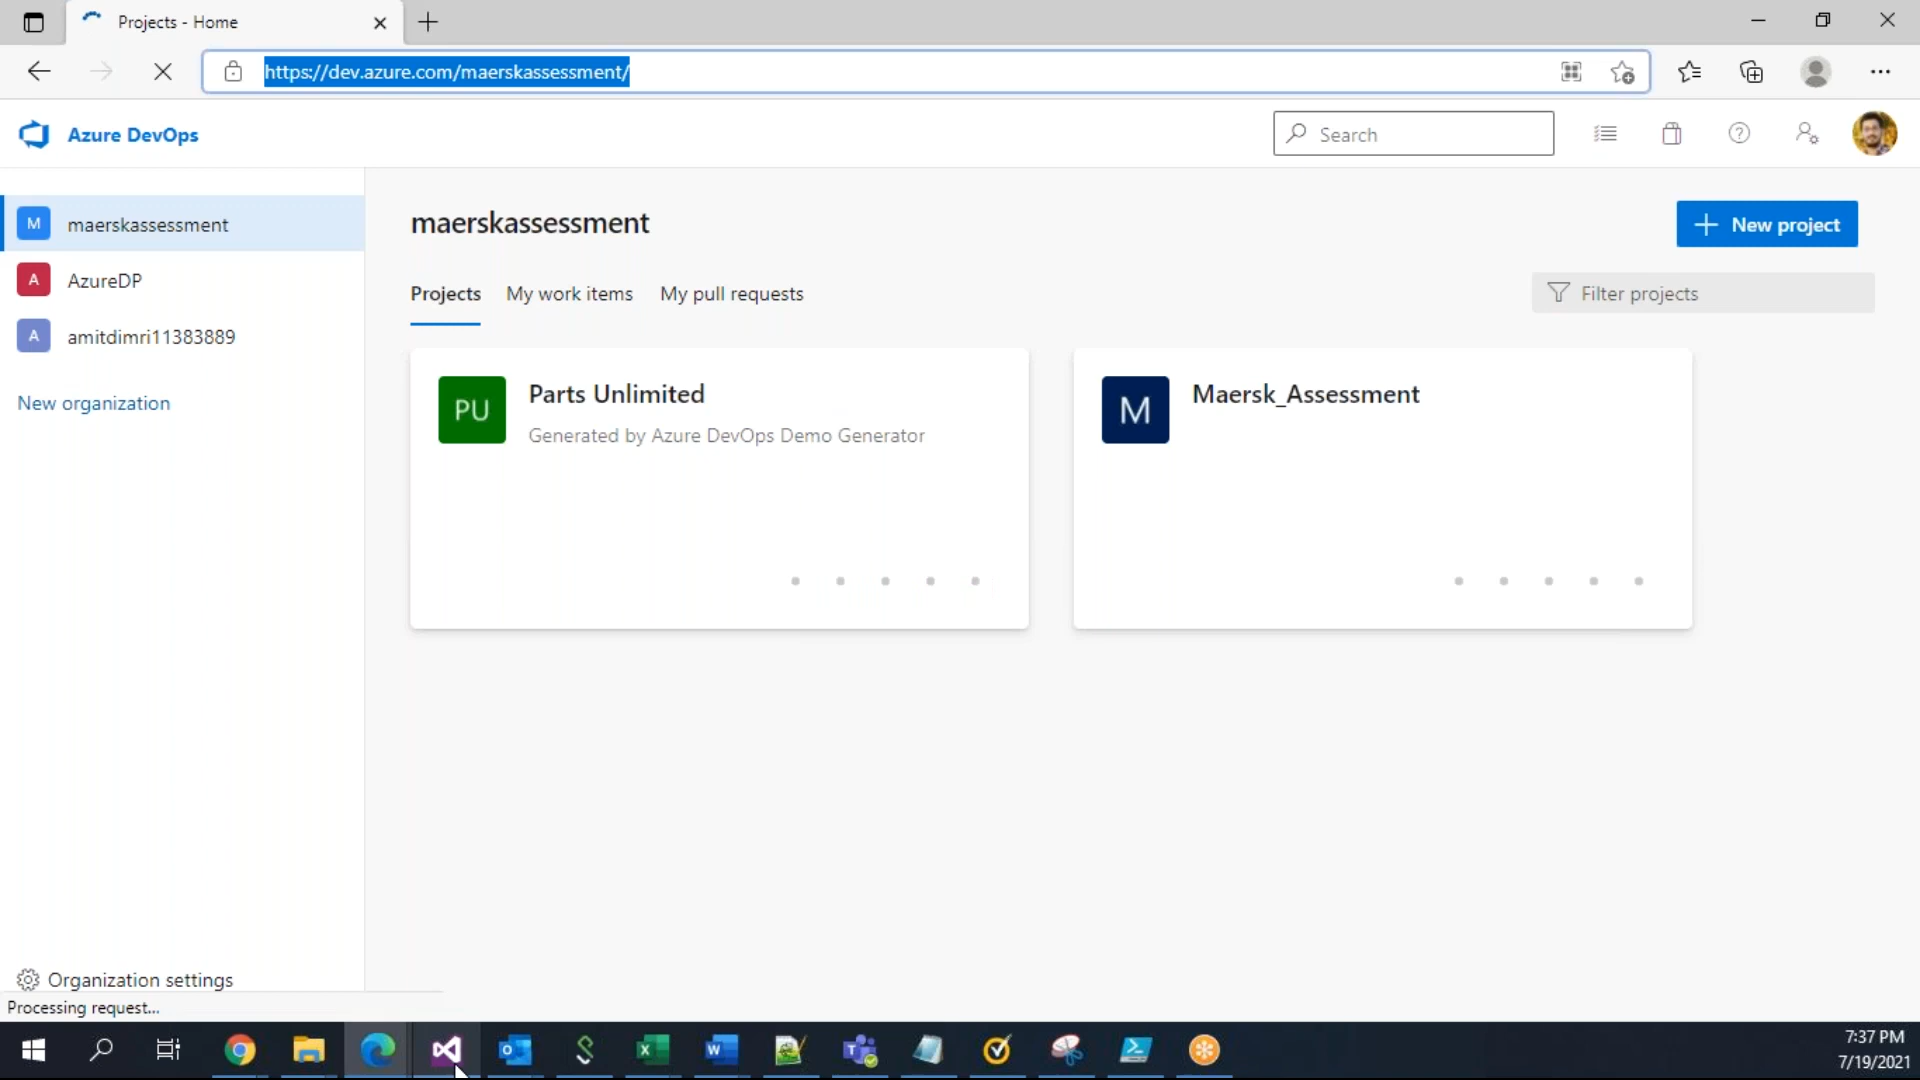 Projects - Home
https://dev.azure.com/maerskassessment/
Azure DevOps
Search
M maerskassessment
A AzureDP
A amitdimri11383889
New organization
maerskassessment
New project
Projects My work items My pull requests
Filter projects
PU
Parts Unlimited
Generated by Azure DevOps Demo Generator
M
Maersk_Assessment
Organization settings
Processing request...
7:37 PM
7/19/2021